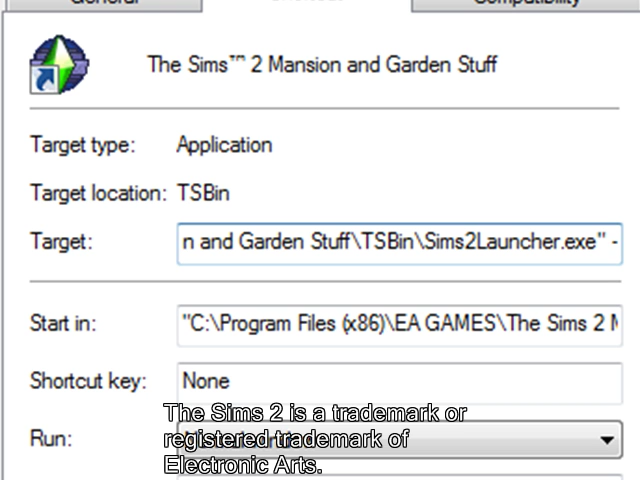 General
Compatibility
The Sims™ 2 Mansion and Garden Stuff
Target type: Application
Target location: TSBin
Target: n and Garden Stuff\TSBin\Sims2Launcher.exe" -
Start in: "C:\Program Files (x86)\EA GAMES\The Sims 2 M
Shortcut key: None
Run:
The Sims 2 is a trademark or
registered trademark of
Electronic Arts.